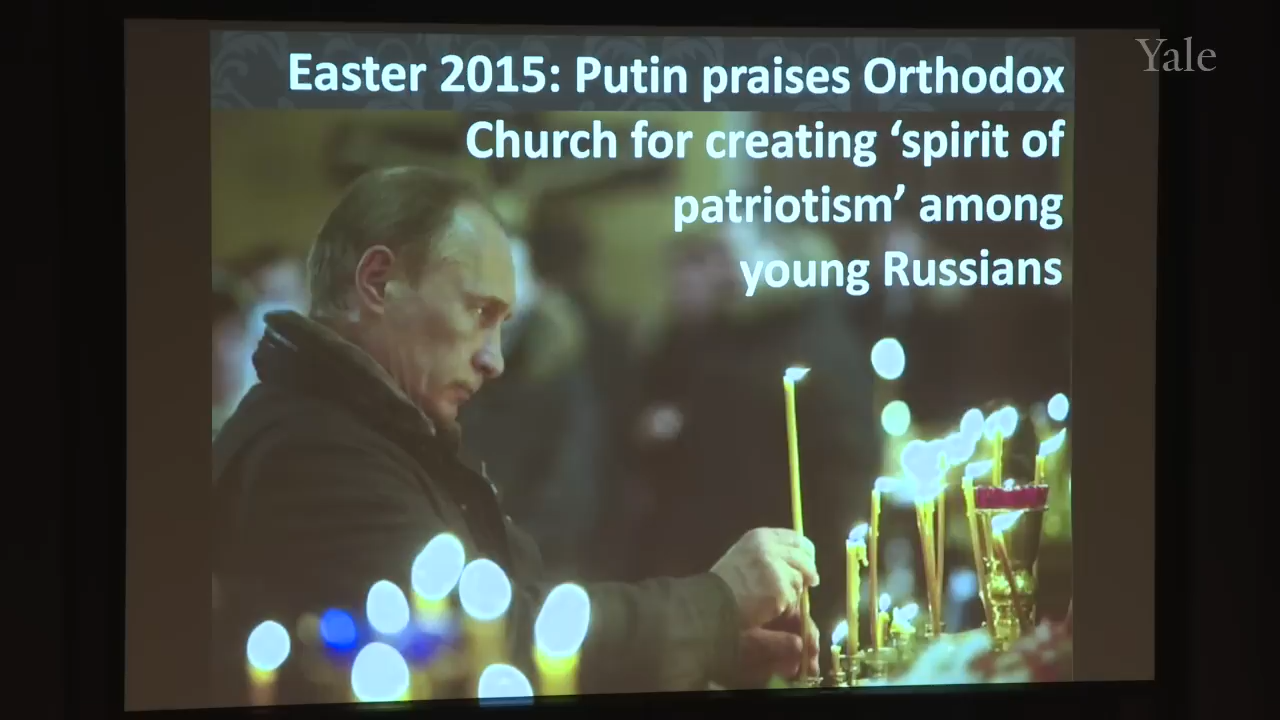 Yale
Easter 2015: Putin praises Orthodox
Church for creating ‘spirit of
patriotism’ among
young Russians